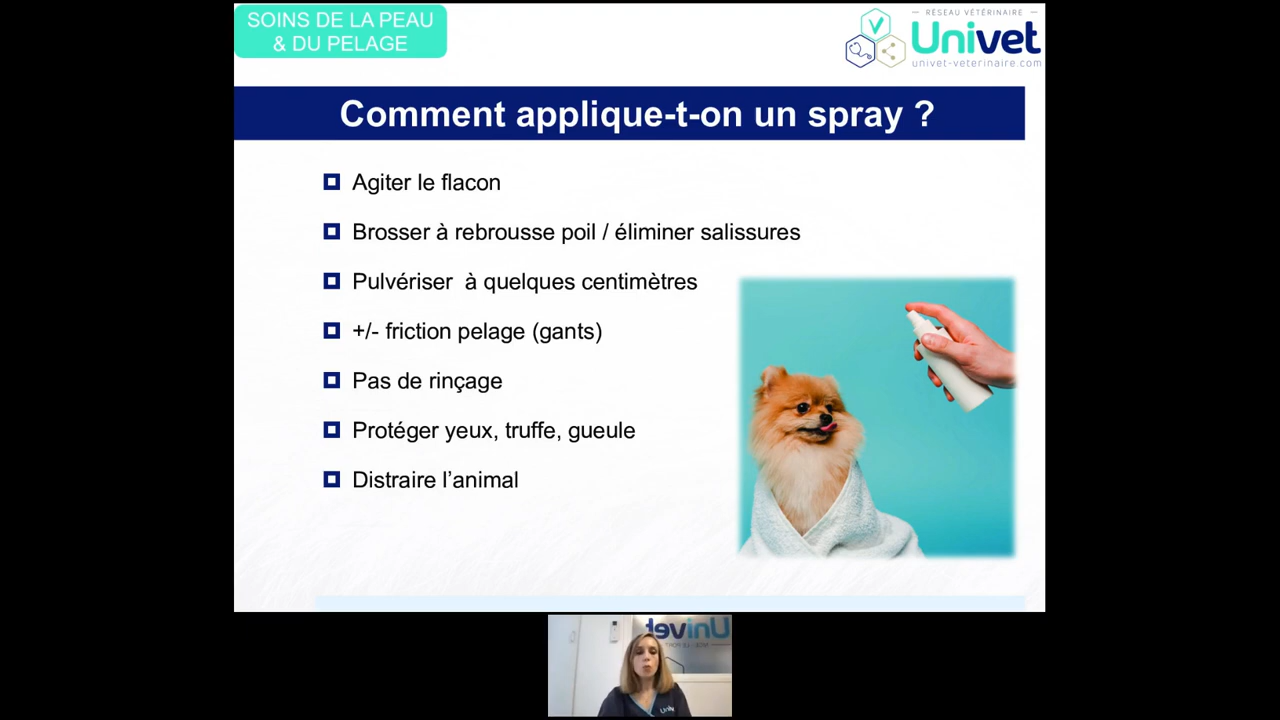 SOINS DE LA PEAU
& DU PELAGE
RÉSEAU VÉTÉRINAIRE
Univet
univet-veterinaire.com
Comment applique-t-on un spray ?
Agiter le flacon
Brosser à rebrousse poil / éliminer salissures
Pulvériser à quelques centimètres
+/- friction pelage (gants)
Pas de rinçage
Protéger yeux, truffe, gueule
Distraire l’animal
Univet